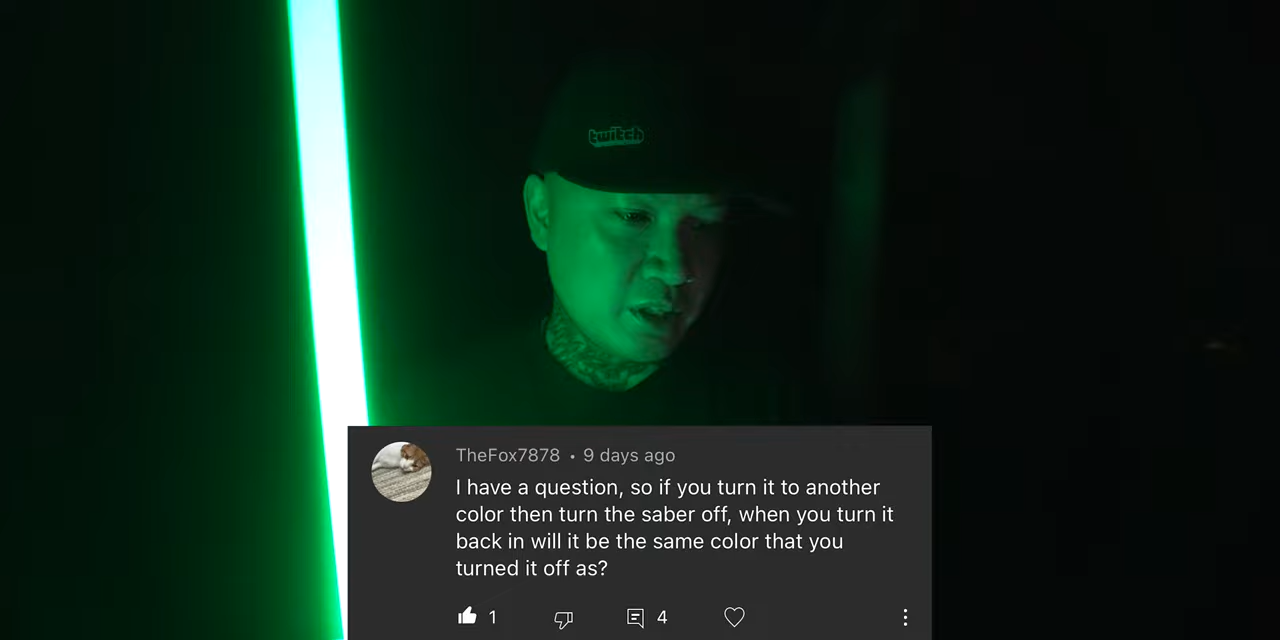 twitch
TheFox7878 • 9 days ago
I have a question, so if you turn it to another
color then turn the saber off, when you turn it
back in will it be the same color that you
turned it off as?
1
4